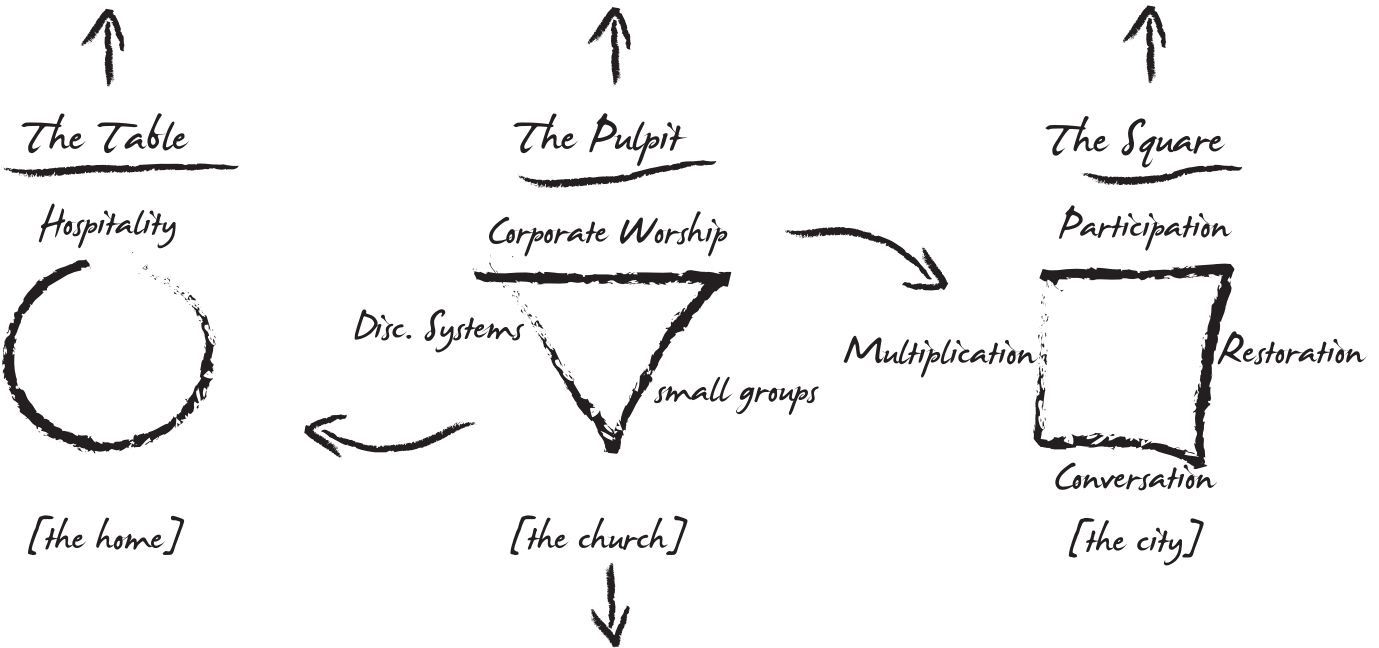 The Table
Hospitality
[the home]
The Pulpit
Corporate Worship
Disc. Systems
small groups
[the church]
The Square
Participation
Multiplication
Restoration
Conversation
[the city]